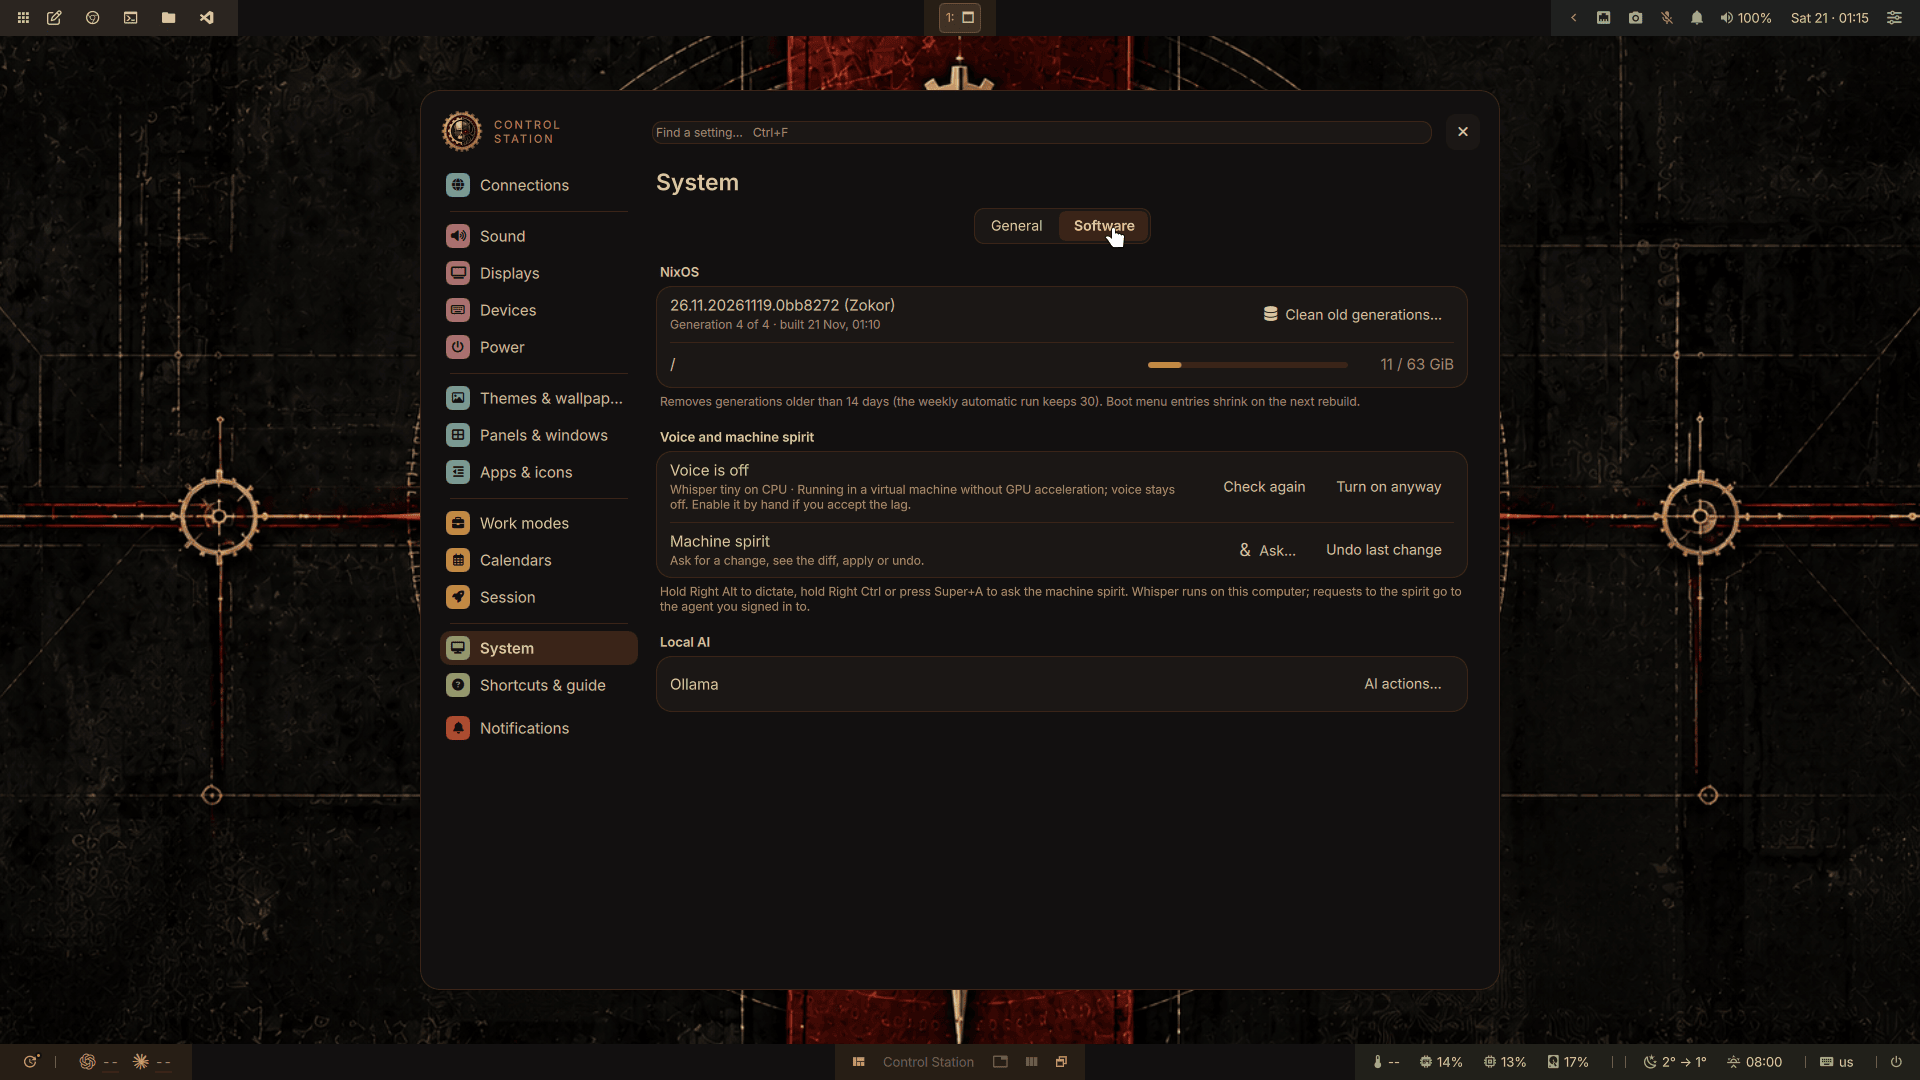 1:
100%
Sat 21 · 01:15
CONTROL
STATION
Find a setting... Ctrl+F
Connections
Sound
Displays
Devices
Power
Themes & wallpap...
Panels & windows
Apps & icons
Work modes
Calendars
Session
System
Shortcuts & guide
Notifications
System
General
Software
NixOS
26.11.20261119.0bb8272 (Zokor)
Generation 4 of 4 · built 21 Nov, 01:10
Clean old generations...
/
11 / 63 GiB
Removes generations older than 14 days (the weekly automatic run keeps 30). Boot menu entries shrink on the next rebuild.
Voice and machine spirit
Voice is off
Whisper tiny on CPU · Running in a virtual machine without GPU acceleration; voice stays
off. Enable it by hand if you accept the lag.
Check again
Turn on anyway
Machine spirit
Ask for a change, see the diff, apply or undo.
& Ask...
Undo last change
Hold Right Alt to dictate, hold Right Ctrl or press Super+A to ask the machine spirit. Whisper runs on this computer; requests to the spirit go to
the agent you signed in to.
Local AI
Ollama
AI actions...
-- --
Control Station
--
14%
13%
17%
2° → 1°
08:00
us